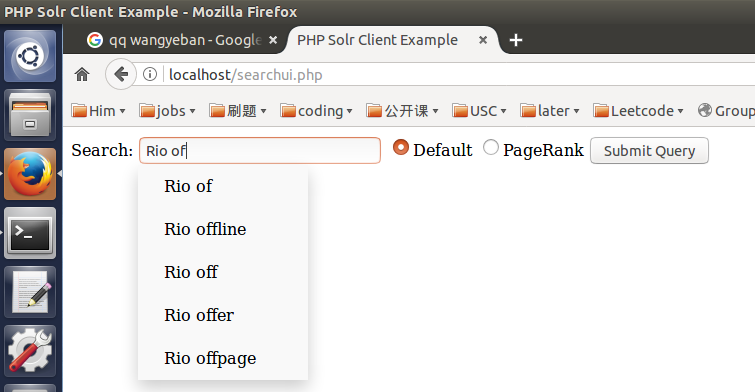 PHP Solr Client Example - Mozilla Firefox
qq wangyeban - Google PHP Solr Client Example
localhost/searchui.php
Him jobs 刷题 coding 公开课 USC later Leetcode Group
Search: Rio of Default PageRank Submit Query
Rio of
Rio offline
Rio off
Rio offer
Rio offpage